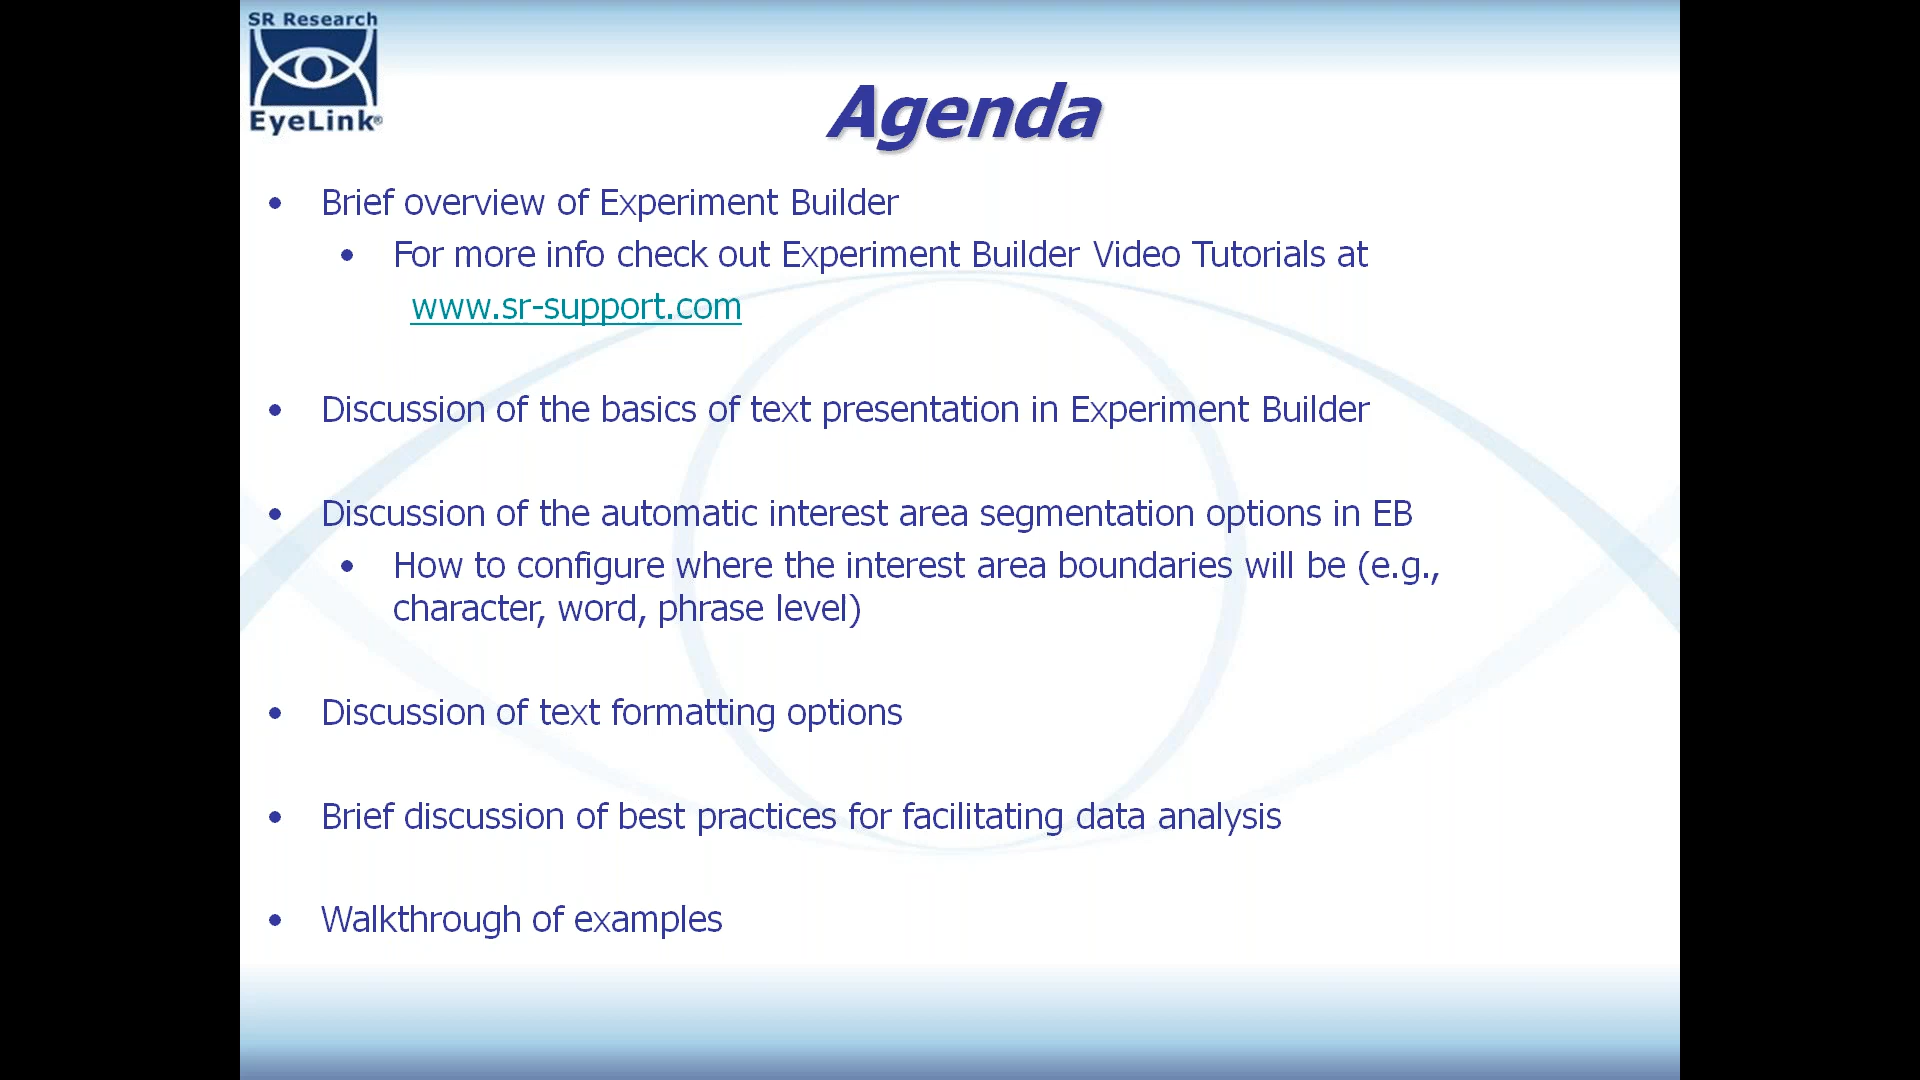 SR Research
EyeLink®
Agenda
• Brief overview of Experiment Builder
• For more info check out Experiment Builder Video Tutorials at
www.sr-support.com
• Discussion of the basics of text presentation in Experiment Builder
• Discussion of the automatic interest area segmentation options in EB
• How to configure where the interest area boundaries will be (e.g.,
character, word, phrase level)
• Discussion of text formatting options
• Brief discussion of best practices for facilitating data analysis
• Walkthrough of examples